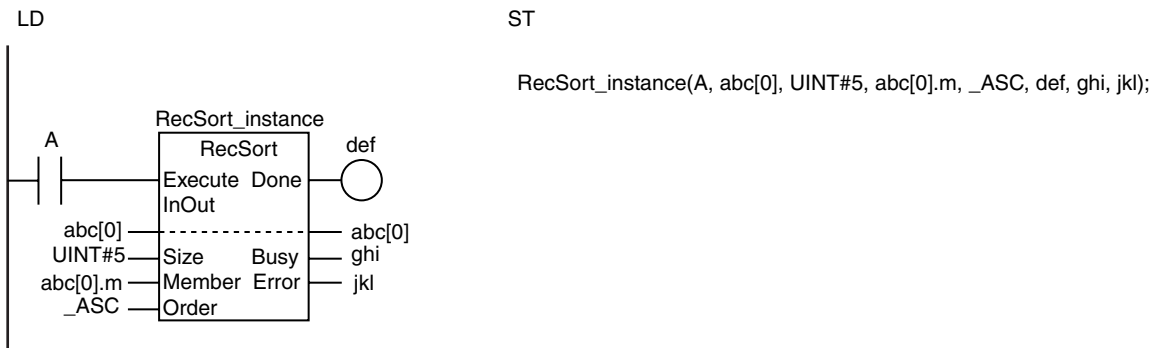 LD
ST
RecSort_instance(A, abc[0], UINT#5, abc[0].m, _ASC, def, ghi, jkl);
RecSort_instance
A
RecSort
def
Execute Done
InOut
abc[0]
abc[0]
UINT#5
Size
Busy
ghi
abc[0].m
Member
Error
jkl
_ASC
Order